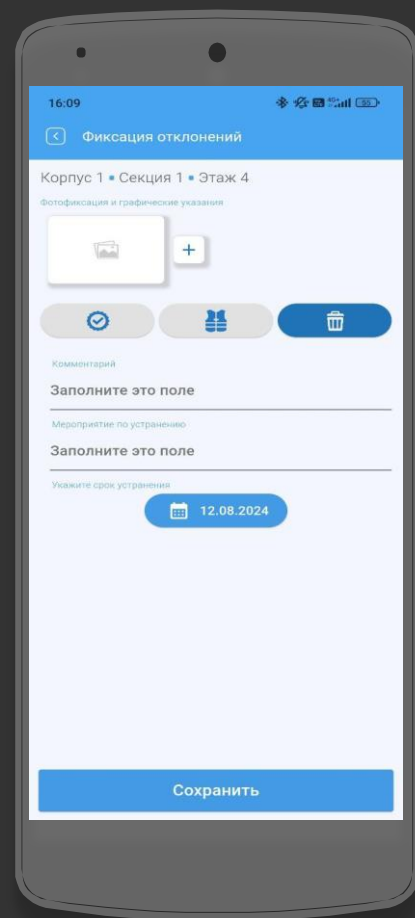 16:09
Фиксация отклонений
Корпус 1 • Секция 1 • Этаж 4
Фотофиксация и графические указания
+
Комментарий
Заполните это поле
Мероприятие по устранению
Заполните это поле
Укажите срок устранения
12.08.2024
Сохранить